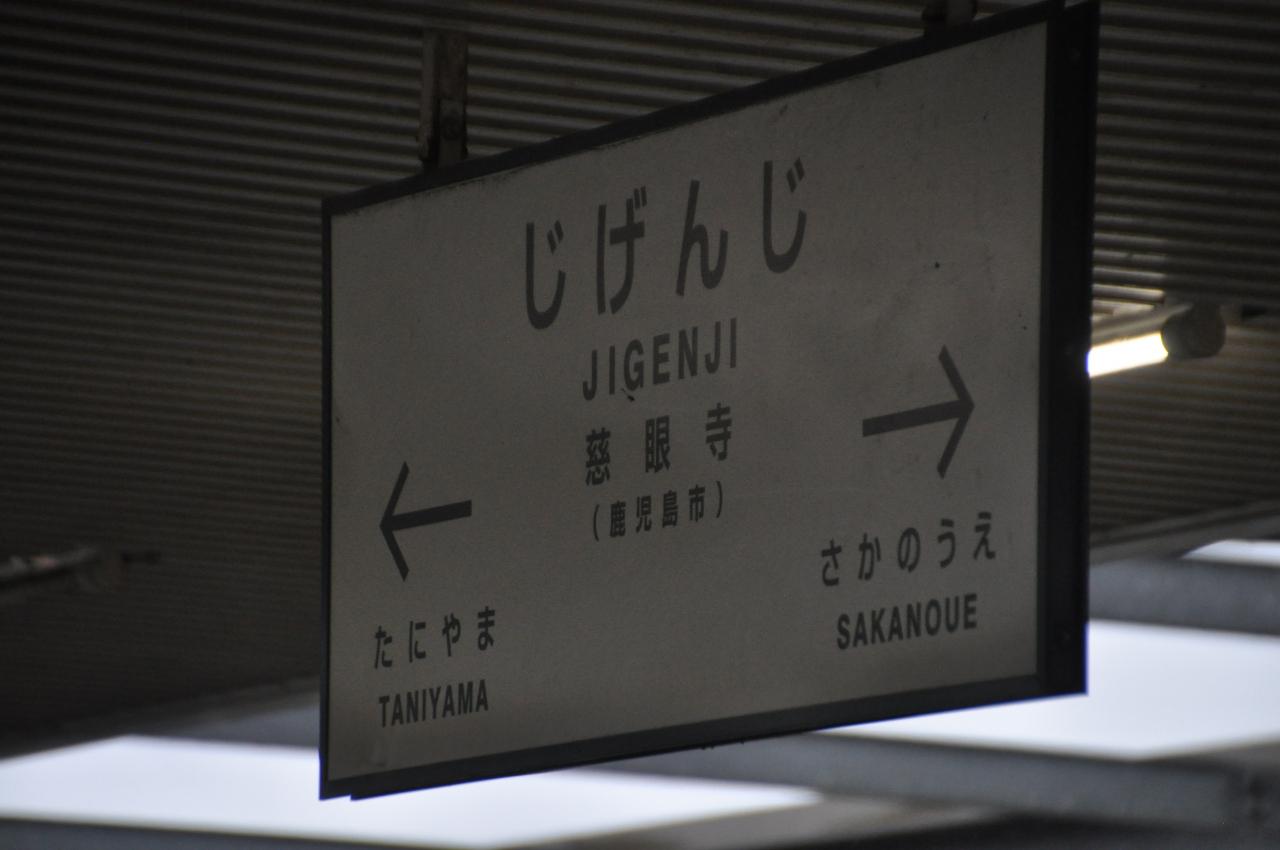 じげんじ
JIGENJI
慈眼寺
(鹿児島市)
←
たにやま
TANIYAMA
→
さかのうえ
SAKANOUE